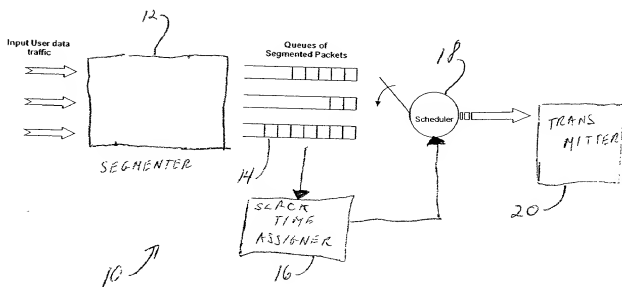 12
Input User data
traffic
Queues of
Segmented Packets
18
Scheduler
TRANS
MITTER
SEGMENTER
14
SLACK
TIME
ASSIGNER
20
10
16